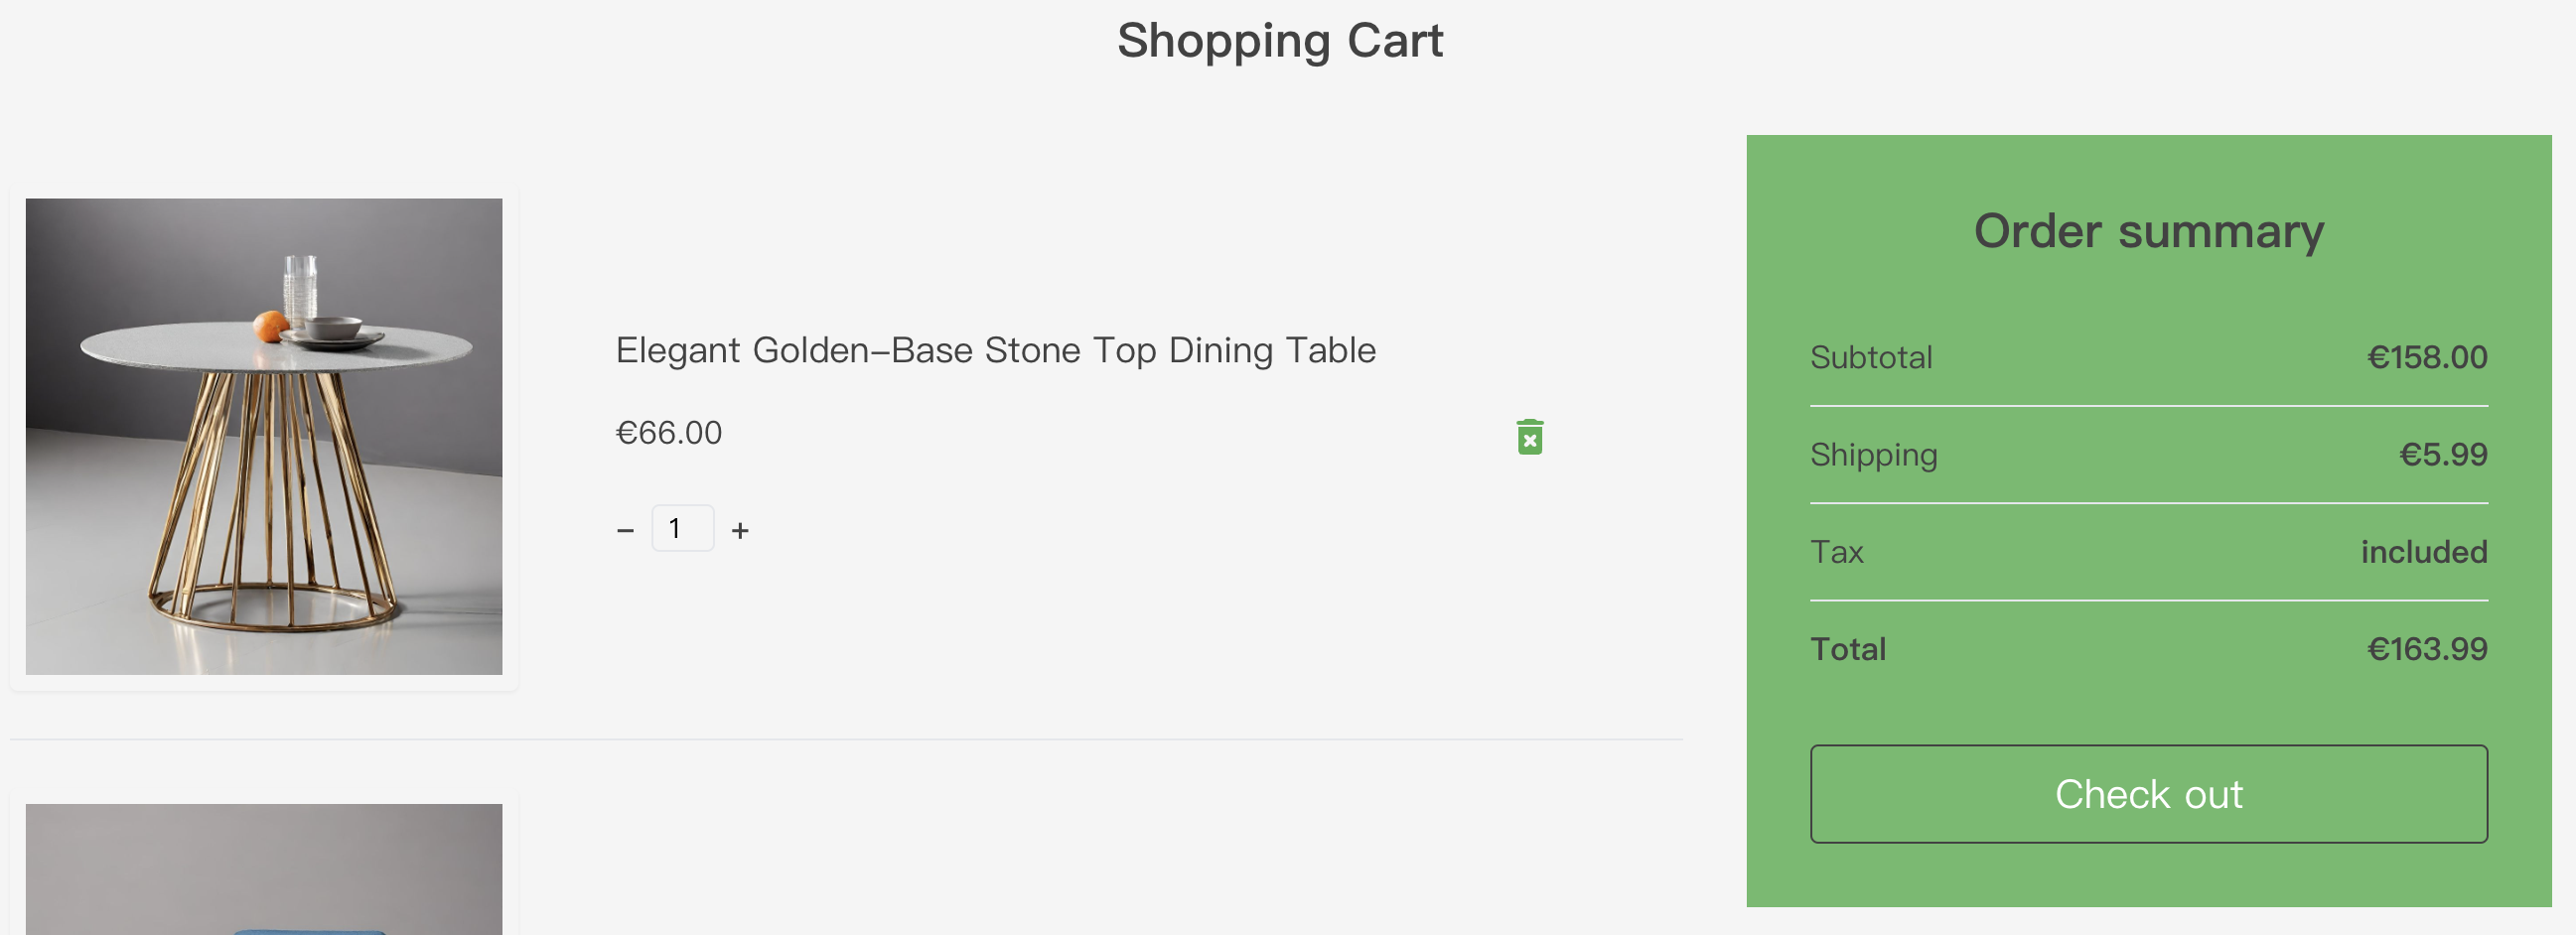 Shopping Cart
Elegant Golden-Base Stone Top Dining Table
€66.00
− 1 +
Order summary
Subtotal €158.00
Shipping €5.99
Tax included
Total €163.99
Check out